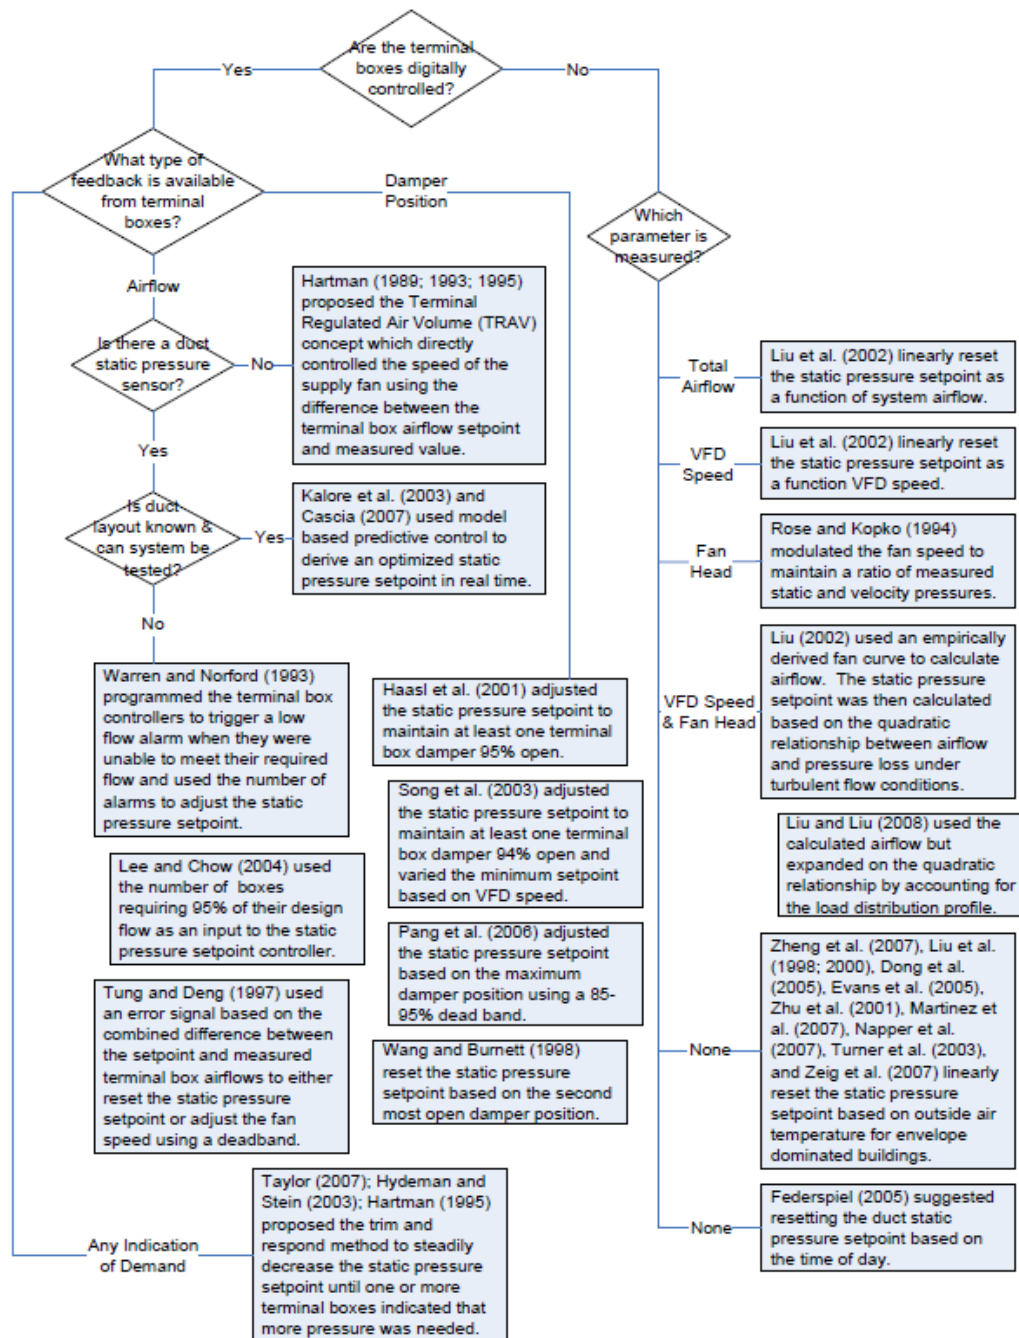 Are the terminal
boxes digitally
controlled?
Yes
No
What type of
feedback is available
from terminal
boxes?
Damper
Position
Which
parameter is
measured?
Airflow
Hartman (1989; 1993; 1995)
proposed the Terminal
Regulated Air Volume (TRAV)
concept which directly
controlled the speed of the
supply fan using the
difference between the
terminal box airflow setpoint
and measured value.
Is there a duct
static pressure
sensor?
No
Yes
Is duct
layout known &
can system be
tested?
Yes
Kalore et al. (2003) and
Cascia (2007) used model
based predictive control to
derive an optimized static
pressure setpoint in real time.
No
Warren and Norford (1993)
programmed the terminal box
controllers to trigger a low
flow alarm when they were
unable to meet their required
flow and used the number of
alarms to adjust the static
pressure setpoint.
Lee and Chow (2004) used
the number of boxes
requiring 95% of their design
flow as an input to the static
pressure setpoint controller.
Tung and Deng (1997) used
an error signal based on the
combined difference between
the setpoint and measured
terminal box airflows to either
reset the static pressure
setpoint or adjust the fan
speed using a deadband.
Haasl et al. (2001) adjusted
the static pressure setpoint to
maintain at least one terminal
box damper 95% open.
Song et al. (2003) adjusted
the static pressure setpoint to
maintain at least one terminal
box damper 94% open and
varied the minimum setpoint
based on VFD speed.
Pang et al. (2006) adjusted
the static pressure setpoint
based on the maximum
damper position using a 85-
95% dead band.
Wang and Burnett (1998)
reset the static pressure
setpoint based on the second
most open damper position.
Any Indication
of Demand
Taylor (2007); Hydeman and
Stein (2003); Hartman (1995)
proposed the trim and
respond method to steadily
decrease the static pressure
setpoint until one or more
terminal boxes indicated that
more pressure was needed.
Total
Airflow
Liu et al. (2002) linearly reset
the static pressure setpoint as
a function of system airflow.
VFD
Speed
Liu et al. (2002) linearly reset
the static pressure setpoint as
a function VFD speed.
Fan
Head
Rose and Kopko (1994)
modulated the fan speed to
maintain a ratio of measured
static and velocity pressures.
VFD Speed
& Fan Head
Liu (2002) used an empirically
derived fan curve to calculate
airflow. The static pressure
setpoint was then calculated
based on the quadratic
relationship between airflow
and pressure loss under
turbulent flow conditions.
Liu and Liu (2008) used the
calculated airflow but
expanded on the quadratic
relationship by accounting for
the load distribution profile.
None
Zheng et al. (2007), Liu et al.
(1998; 2000), Dong et al.
(2005), Evans et al. (2005),
Zhu et al. (2001), Martinez et
al. (2007), Napper et al.
(2007), Turner et al. (2003),
and Zeig et al. (2007) linearly
reset the static pressure
setpoint based on outside air
temperature for envelope
dominated buildings.
None
Federspiel (2005) suggested
resetting the duct static
pressure setpoint based on
the time of day.